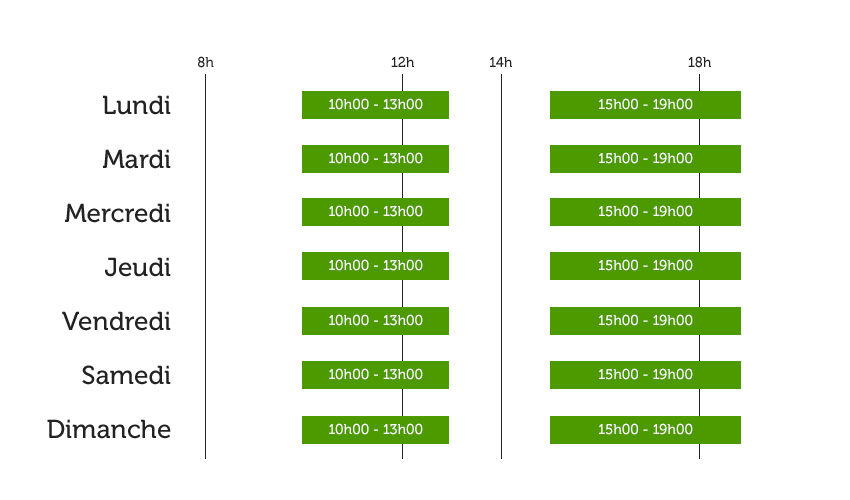 8h 12h 14h 18h
Lundi 10h00 - 13h00 15h00 - 19h00
Mardi 10h00 - 13h00 15h00 - 19h00
Mercredi 10h00 - 13h00 15h00 - 19h00
Jeudi 10h00 - 13h00 15h00 - 19h00
Vendredi 10h00 - 13h00 15h00 - 19h00
Samedi 10h00 - 13h00 15h00 - 19h00
Dimanche 10h00 - 13h00 15h00 - 19h00